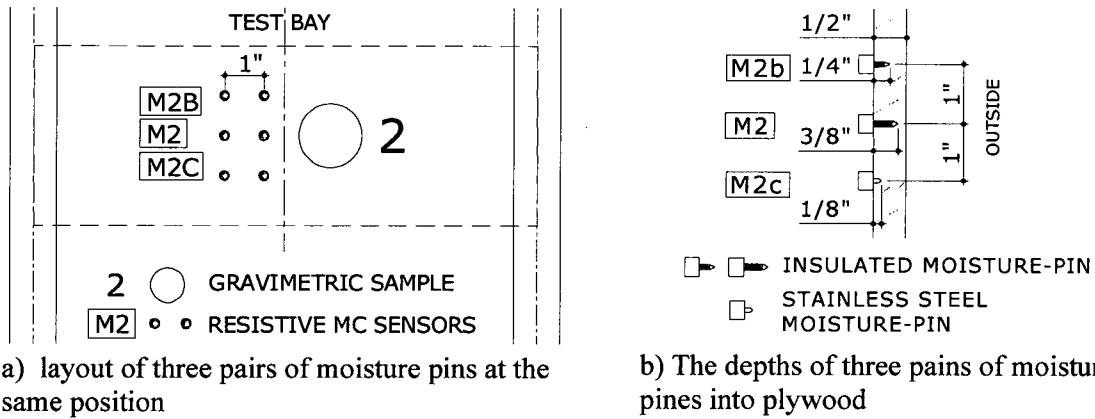 TEST BAY
1"
M2B
M2
M2C
2
2 GRAVIMETRIC SAMPLE
M2 RESISTIVE MC SENSORS
a) layout of three pairs of moisture pins at the
same position
1/2"
M2b 1/4"
1"
M2 3/8"
OUTSIDE
1"
M2c
1/8"
INSULATED MOISTURE-PIN
STAINLESS STEEL
MOISTURE-PIN
b) The depths of three pains of moistu
pines into plywood